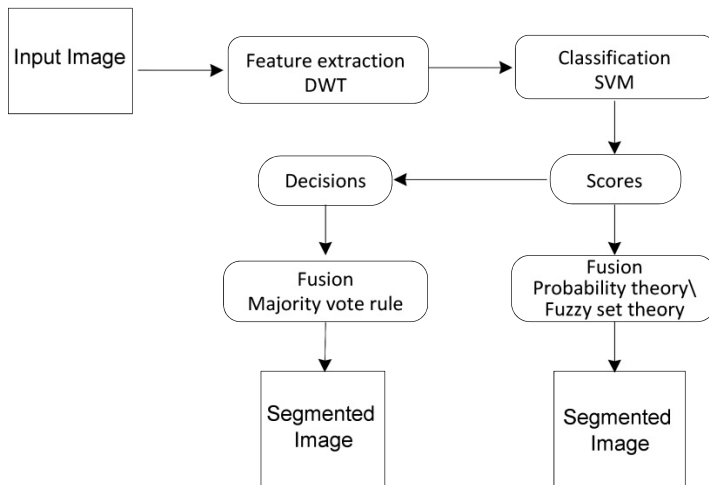 Input Image
Feature extraction
DWT
Classification
SVM
Decisions
Scores
Fusion
Majority vote rule
Fusion
Probability theory\
Fuzzy set theory
Segmented
Image
Segmented
Image